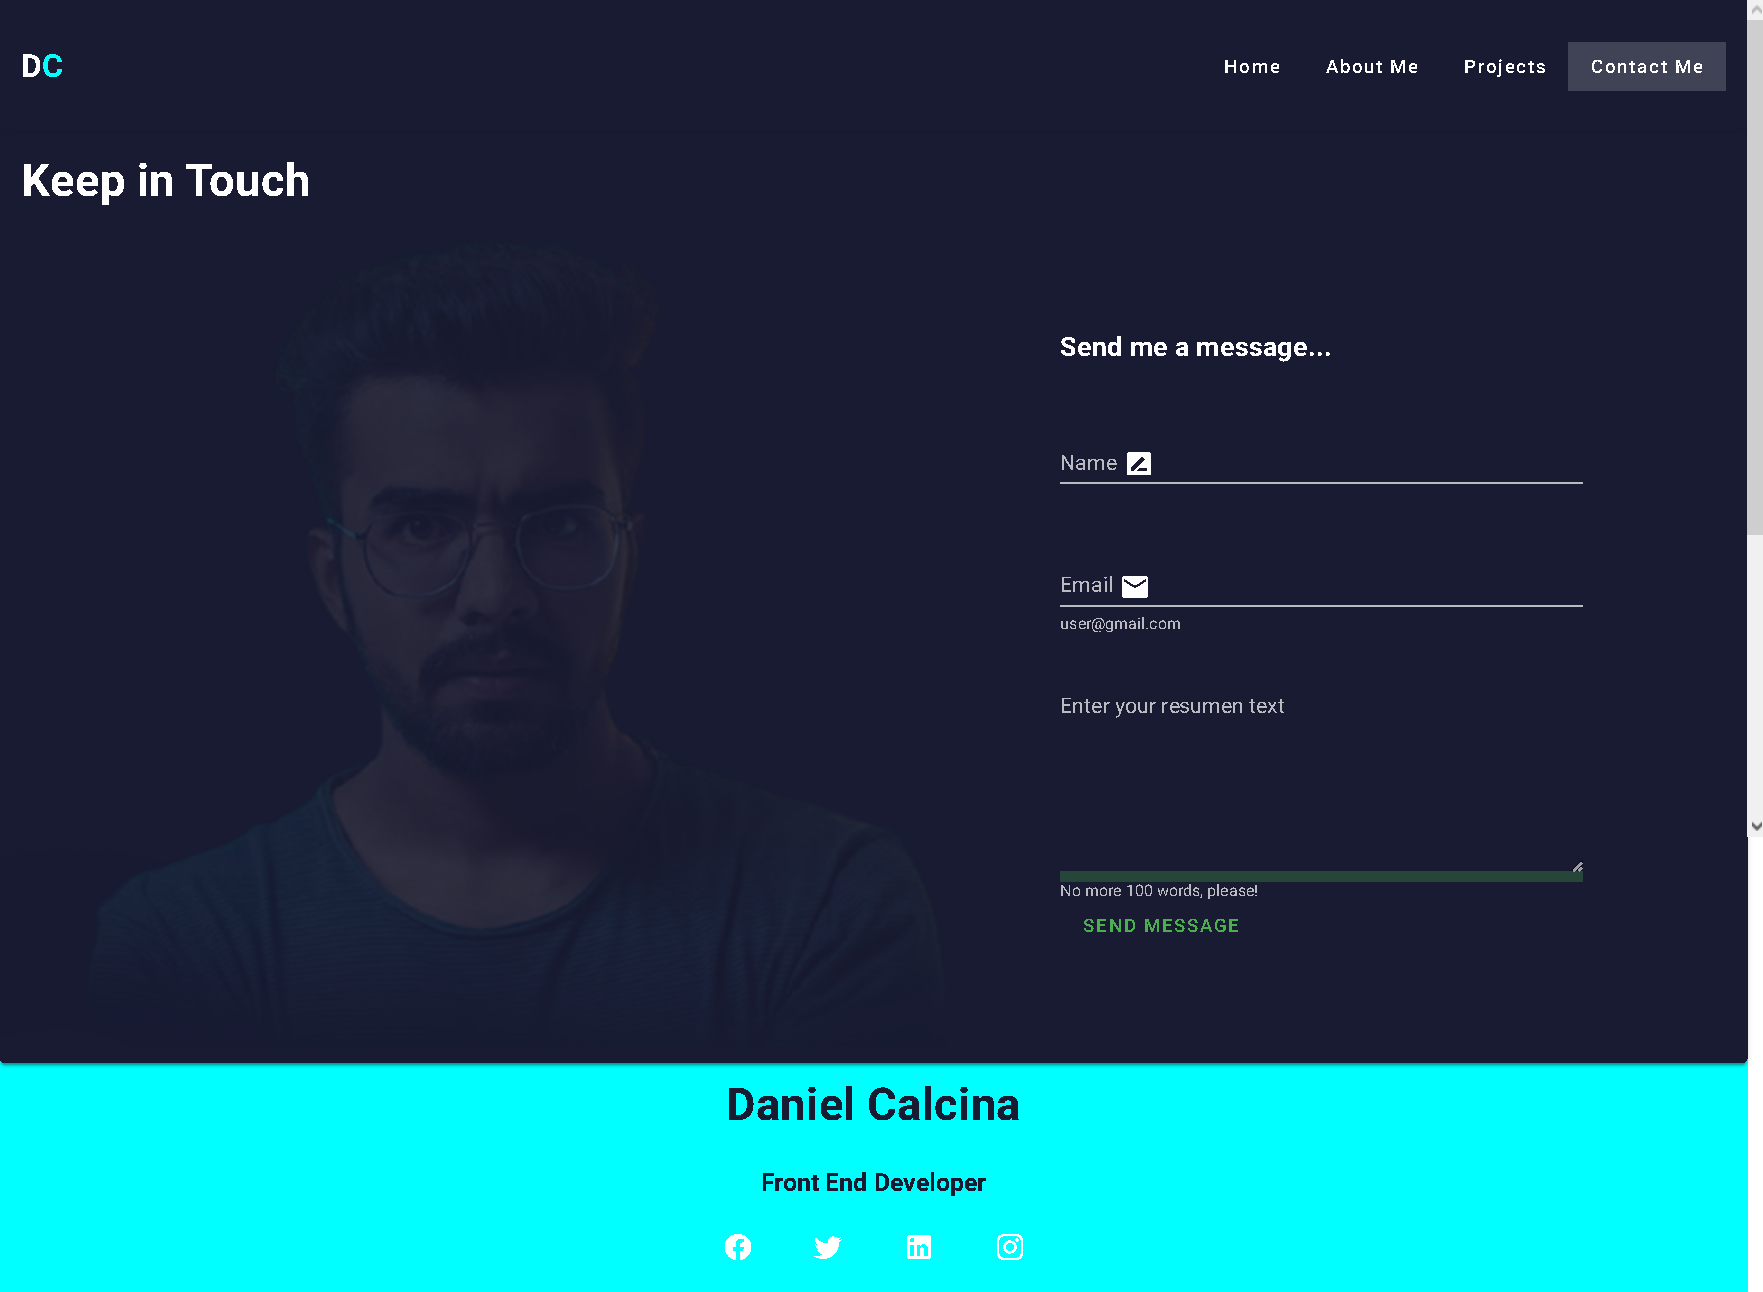 DC
Home About Me Projects Contact Me
Keep in Touch
Send me a message...
Name
Email
user@gmail.com
Enter your resumen text
No more 100 words, please!
SEND MESSAGE
Daniel Calcina
Front End Developer